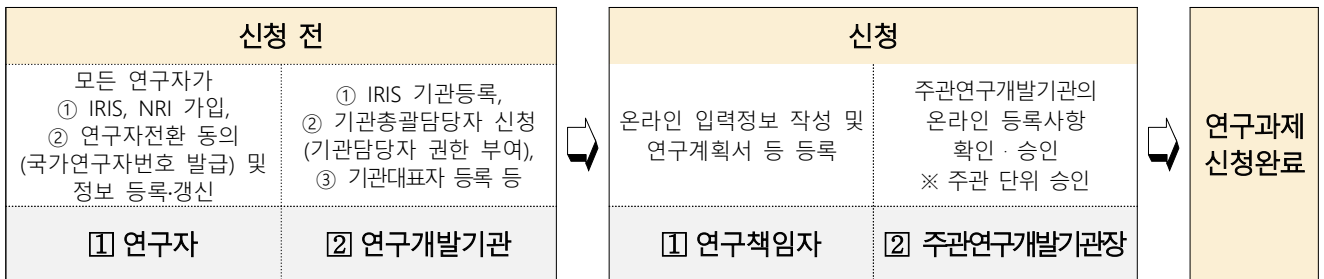 신청 전
모든 연구자가
① IRIS, NRI 가입,
② 연구자전환 동의
(국가연구자번호 발급) 및
정보 등록·갱신
① IRIS 기관등록,
② 기관총괄담당자 신청
(기관담당자 권한 부여),
③ 기관대표자 등록 등
1 연구자
2 연구개발기관
신청
온라인 입력정보 작성 및
연구계획서 등 등록
주관연구개발기관의
온라인 등록사항
확인 · 승인
※ 주관 단위 승인
1 연구책임자
2 주관연구개발기관장
연구과제
신청완료